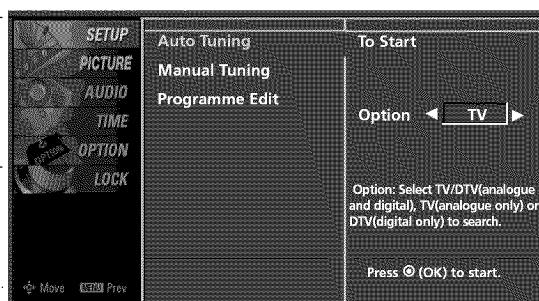 SETUP
PICTURE
AUDIO
TIME
OPTION
LOCK
Move MENU Prev
Auto Tuning
Manual Tuning
Programme Edit
To Start
Option ◀ TV ▶
Option: Select TV/DTV(analogue
and digital), TV(analogue only) or
DTV(digital only) to search.
Press ⊙ (OK) to start.